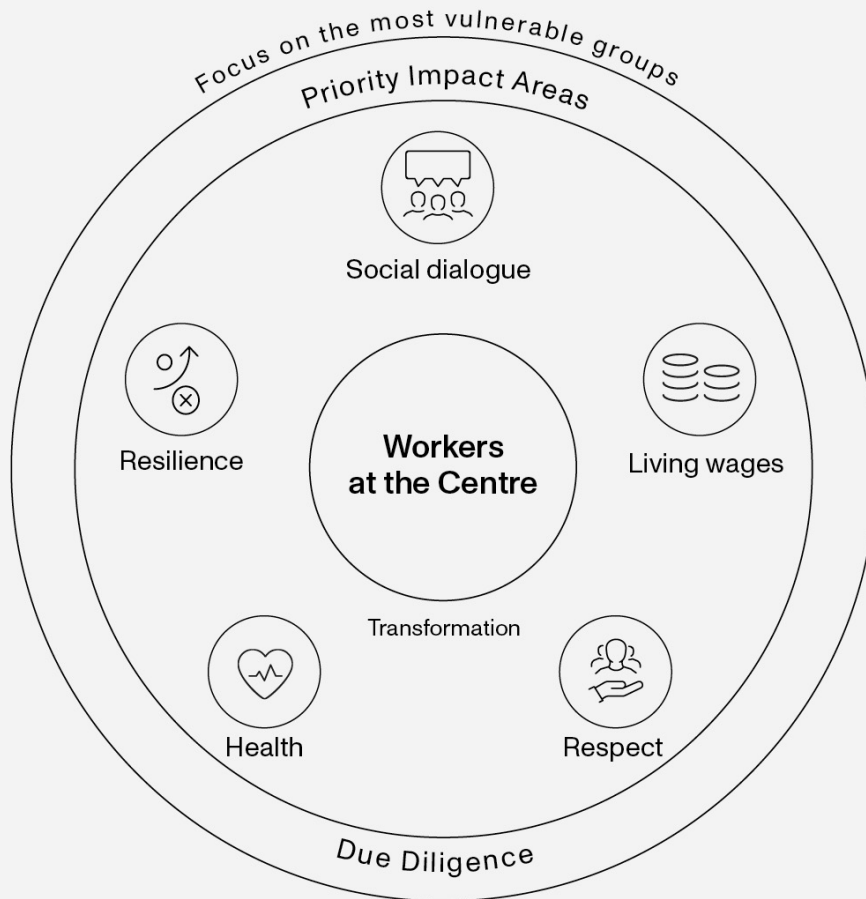 Focus on the most vulnerable groups
Priority Impact Areas
Social dialogue
Resilience
Living wages
Workers
at the Centre
Transformation
Health
Respect
Due Diligence